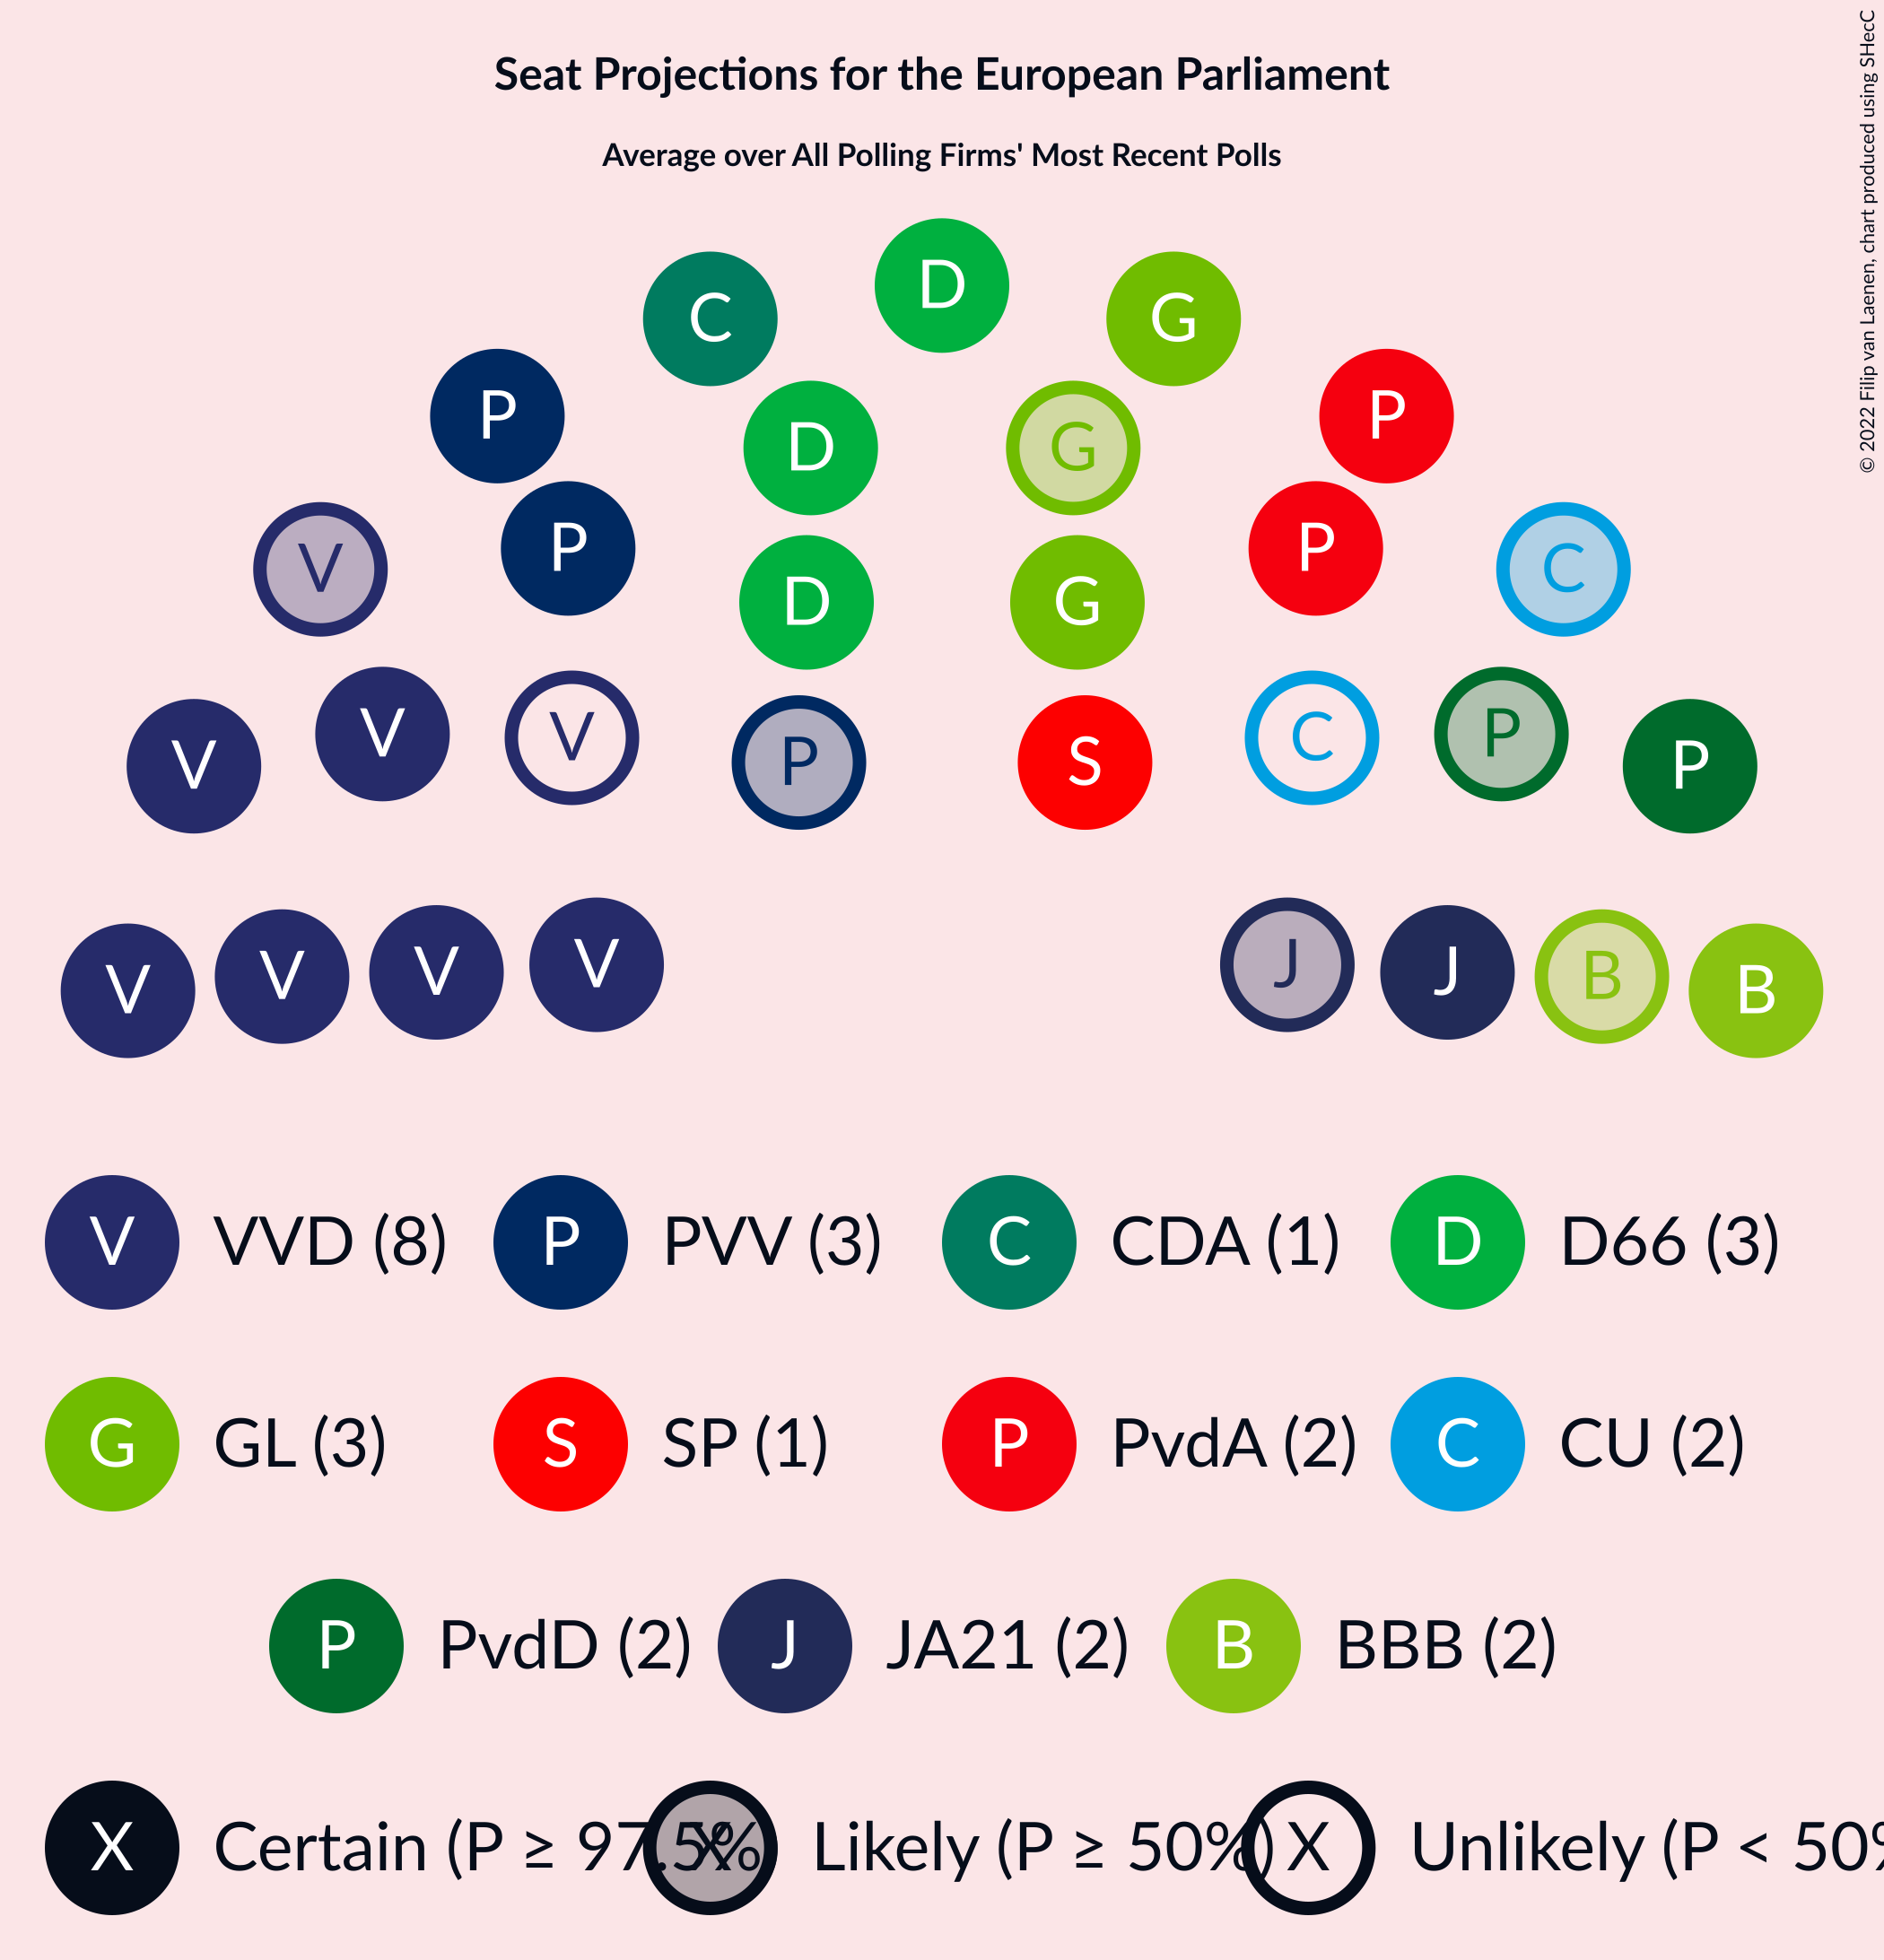 Seat Projections for the European Parliament
Average over All Polling Firms' Most Recent Polls
© 2022 Filip van Laenen, chart produced using SHecC
D
C G
P P
D G
P P
V C
D G
V P
V C
P S
V P
V J
V J
V B
V B
V VVD (8) P PVV (3) C CDA (1) D D66 (3)
G GL (3) S SP (1) P PvdA (2) C CU (2)
P PvdD (2) J JA21 (2) B BBB (2)
X Certain (P ≥ 97.5% X Likely (P ≥ 50%) X Unlikely (P < 50%